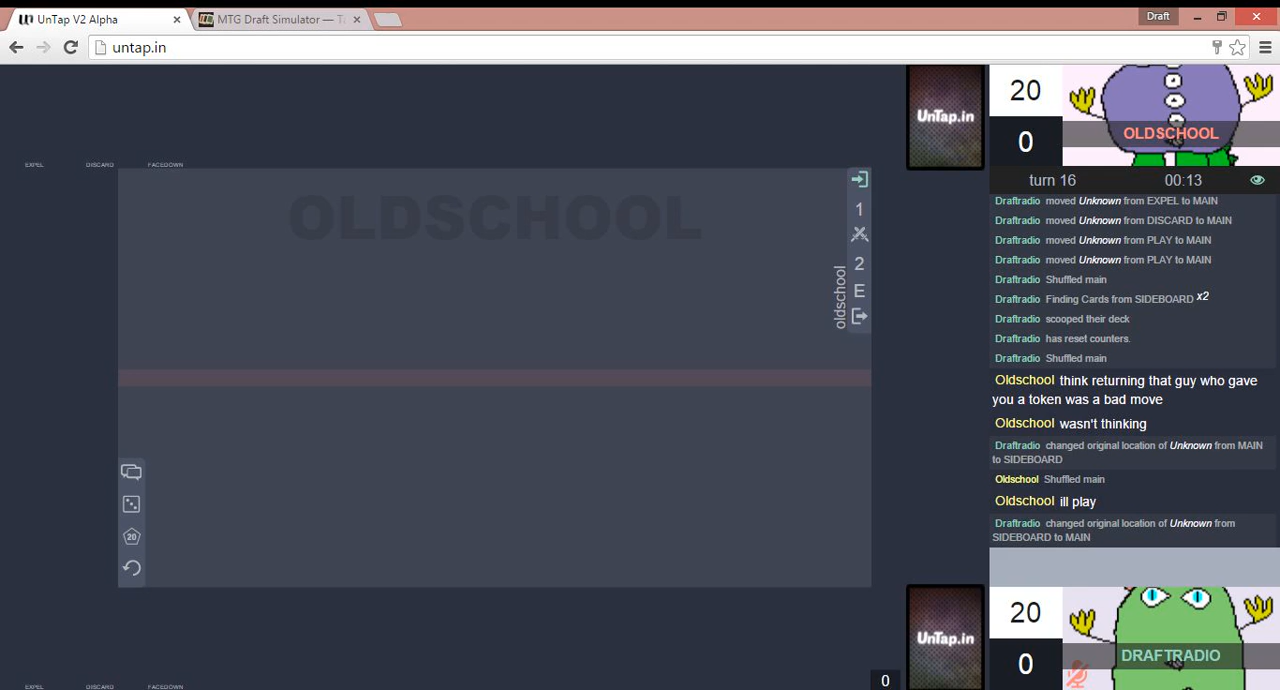 UnTap V2 Alpha
MTG Draft Simulator — T
Draft
untap.in
UnTap.in
20
0
OLDSCHOOL
turn 16
00:13
EXPEL
DISCARD
FACEDOWN
OLDSCHOOL
1
2
E
oldschool
Draftradio moved Unknown from EXPEL to MAIN
Draftradio moved Unknown from DISCARD to MAIN
Draftradio moved Unknown from PLAY to MAIN
Draftradio moved Unknown from PLAY to MAIN
Draftradio Shuffled main
Draftradio Finding Cards from SIDEBOARD x2
Draftradio scooped their deck
Draftradio has reset counters.
Draftradio Shuffled main
Oldschool think returning that guy who gave
you a token was a bad move
Oldschool wasn't thinking
Draftradio changed original location of Unknown from MAIN
to SIDEBOARD
Oldschool Shuffled main
Oldschool ill play
Draftradio changed original location of Unknown from
SIDEBOARD to MAIN
20
UnTap.in
20
0
DRAFTRADIO
0
EXPEL
DISCARD
FACEDOWN